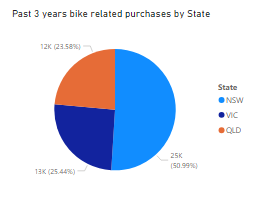 Past 3 years bike related purchases by State
12K (23.58%)
State
NSW
VIC
QLD
25K
(50.99%)
13K (25.44%)